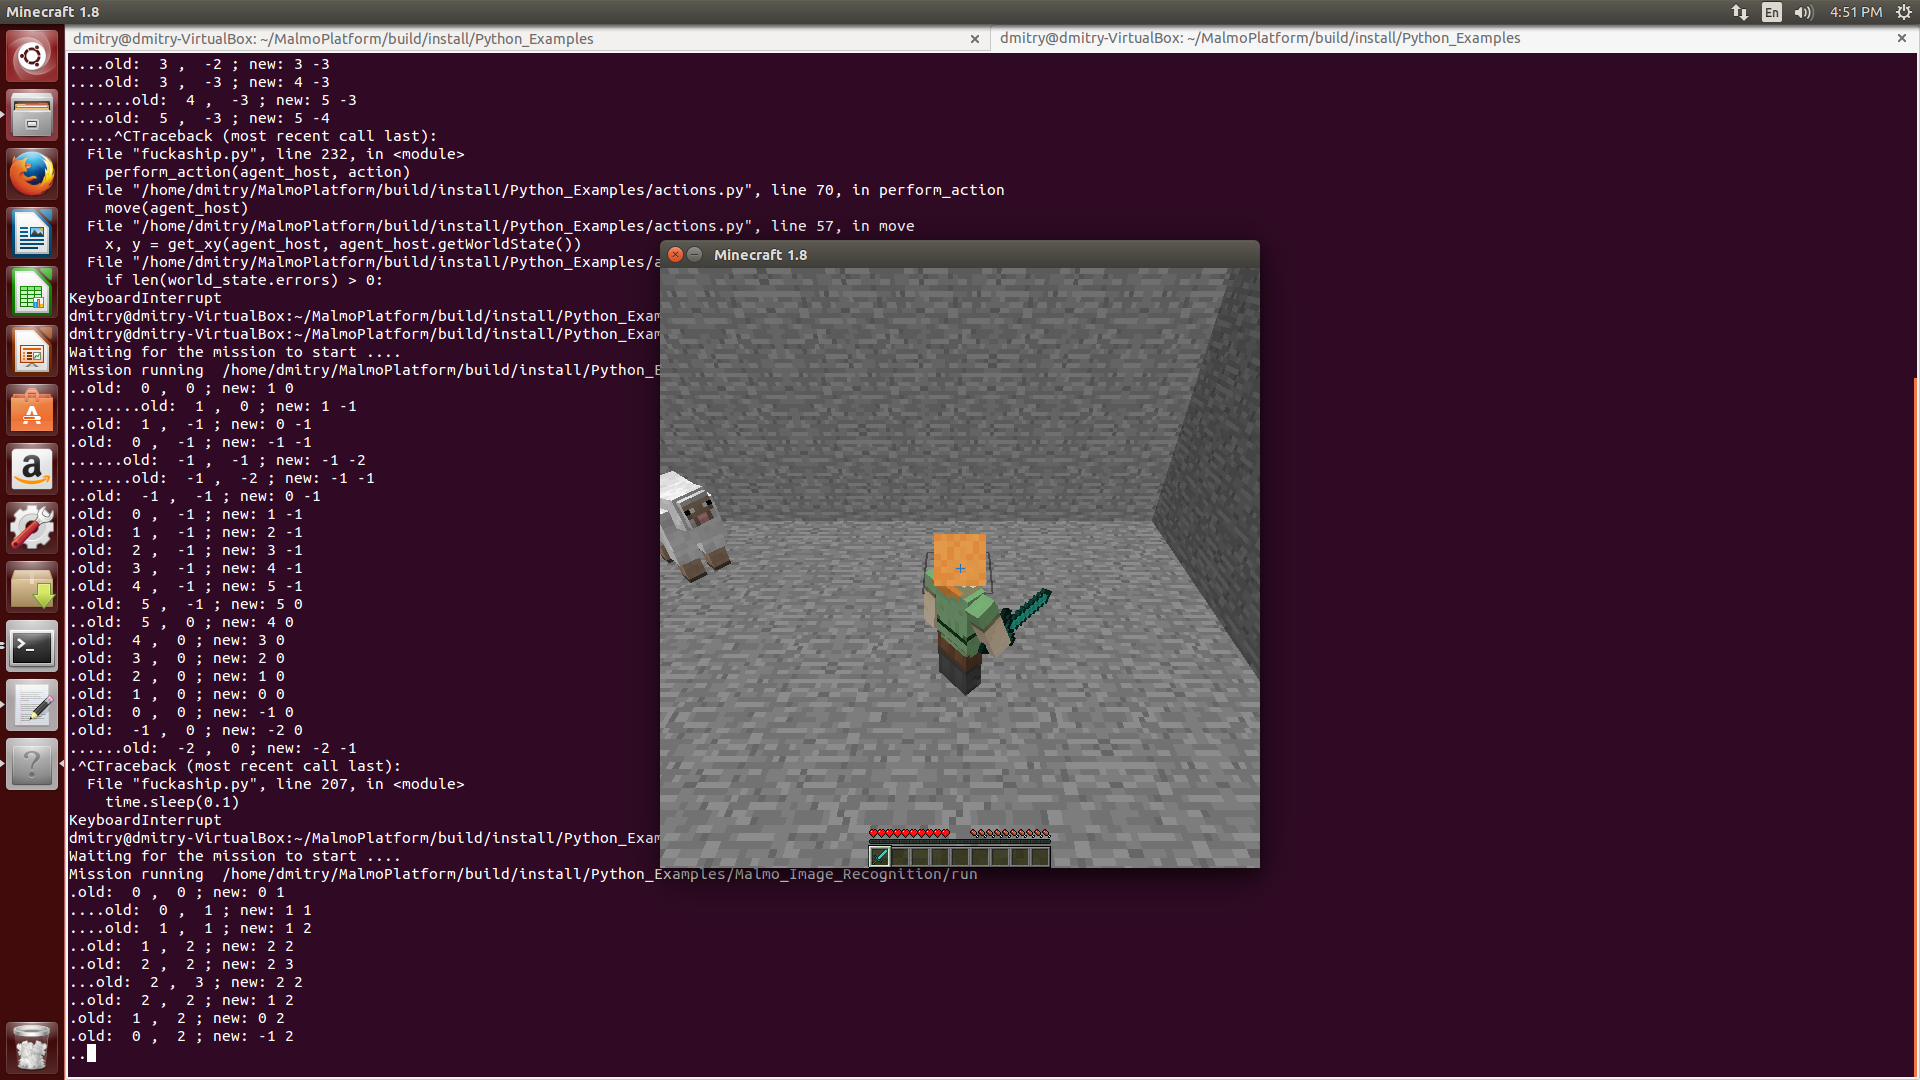 Minecraft 1.8
En
4:51 PM
dmitry@dmitry-VirtualBox: ~/MalmoPlatform/build/install/Python_Examples
dmitry@dmitry-VirtualBox: ~/MalmoPlatform/build/install/Python_Examples
....old:  3 ,  -2 ; new: 3 -3
....old:  3 ,  -3 ; new: 4 -3
.......old:  4 ,  -3 ; new: 5 -3
....old:  5 ,  -3 ; new: 5 -4
.....^CTraceback (most recent call last):
  File "fuckaship.py", line 232, in <module>
    perform_action(agent_host, action)
  File "/home/dmitry/MalmoPlatform/build/install/Python_Examples/actions.py", line 70, in perform_action
    move(agent_host)
  File "/home/dmitry/MalmoPlatform/build/install/Python_Examples/actions.py", line 57, in move
    x, y = get_xy(agent_host, agent_host.getWorldState())
  File "/home/dmitry/MalmoPlatform/build/install/Python_Examples/a
    if len(world_state.errors) > 0:
KeyboardInterrupt
dmitry@dmitry-VirtualBox:~/MalmoPlatform/build/install/Python_Exam
dmitry@dmitry-VirtualBox:~/MalmoPlatform/build/install/Python_Exam
Waiting for the mission to start ....
Mission running  /home/dmitry/MalmoPlatform/build/install/Python_E
..old:  0 ,  0 ; new: 1 0
........old:  1 ,  0 ; new: 1 -1
..old:  1 ,  -1 ; new: 0 -1
.old:  0 ,  -1 ; new: -1 -1
......old:  -1 ,  -1 ; new: -1 -2
.......old:  -1 ,  -2 ; new: -1 -1
..old:  -1 ,  -1 ; new: 0 -1
.old:  0 ,  -1 ; new: 1 -1
.old:  1 ,  -1 ; new: 2 -1
.old:  2 ,  -1 ; new: 3 -1
.old:  3 ,  -1 ; new: 4 -1
.old:  4 ,  -1 ; new: 5 -1
..old:  5 ,  -1 ; new: 5 0
..old:  5 ,  0 ; new: 4 0
.old:  4 ,  0 ; new: 3 0
.old:  3 ,  0 ; new: 2 0
.old:  2 ,  0 ; new: 1 0
.old:  1 ,  0 ; new: 0 0
.old:  0 ,  0 ; new: -1 0
.old:  -1 ,  0 ; new: -2 0
......old:  -2 ,  0 ; new: -2 -1
.^CTraceback (most recent call last):
  File "fuckaship.py", line 207, in <module>
    time.sleep(0.1)
KeyboardInterrupt
dmitry@dmitry-VirtualBox:~/MalmoPlatform/build/install/Python_Exam
Waiting for the mission to start ....
Mission running  /home/dmitry/MalmoPlatform/build/install/Python_Examples/Malmo_Image_Recognition/run
.old:  0 ,  0 ; new: 0 1
....old:  0 ,  1 ; new: 1 1
....old:  1 ,  1 ; new: 1 2
..old:  1 ,  2 ; new: 2 2
..old:  2 ,  2 ; new: 2 3
...old:  2 ,  3 ; new: 2 2
..old:  2 ,  2 ; new: 1 2
.old:  1 ,  2 ; new: 0 2
.old:  0 ,  2 ; new: -1 2
..
Minecraft 1.8